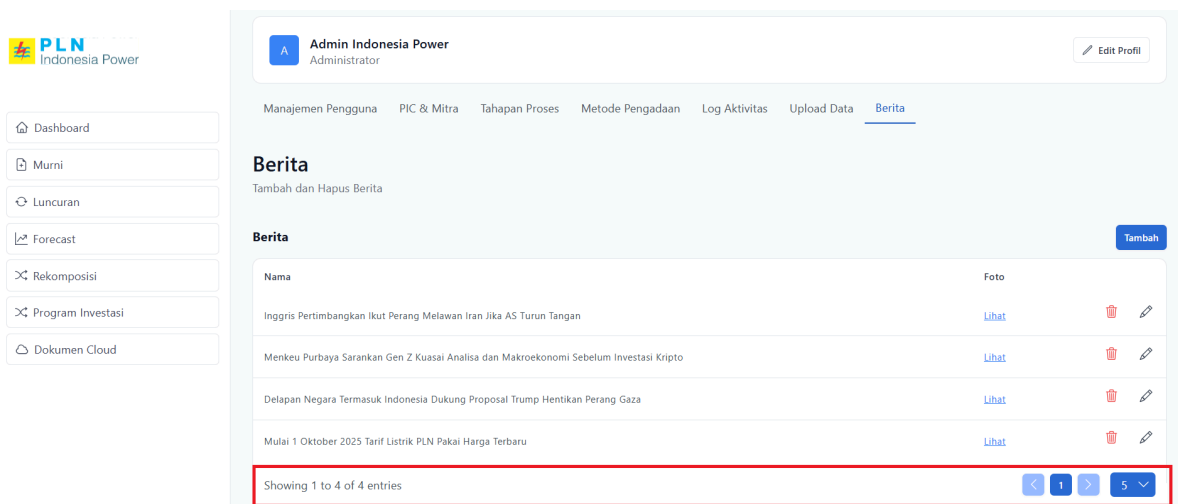 PLN
Indonesia Power
Dashboard
Murni
Luncuran
Forecast
Rekomposisi
Program Investasi
Dokumen Cloud
A
Admin Indonesia Power
Administrator
Edit Profil
Manajemen Pengguna PIC & Mitra Tahapan Proses Metode Pengadaan Log Aktivitas Upload Data Berita
Berita
Tambah dan Hapus Berita
Berita
Tambah
Nama Foto
Inggris Pertimbangkan Ikut Perang Melawan Iran Jika AS Turun Tangan Lihat
Menkeu Purbaya Sarankan Gen Z Kuasai Analisa dan Makroekonomi Sebelum Investasi Kripto Lihat
Delapan Negara Termasuk Indonesia Dukung Proposal Trump Hentikan Perang Gaza Lihat
Mulai 1 Oktober 2025 Tarif Listrik PLN Pakai Harga Terbaru Lihat
Showing 1 to 4 of 4 entries < 1 > 5